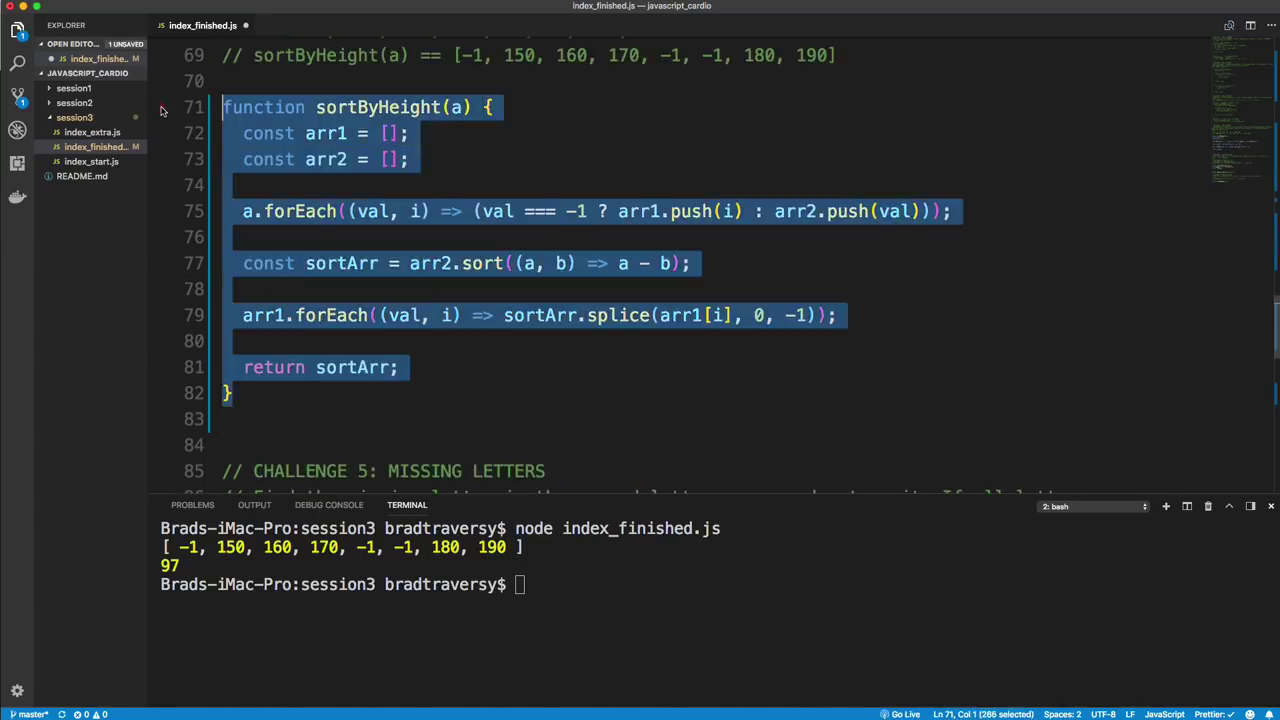 index_finished.js — javascript_cardio
EXPLORER
index_finished.js
OPEN EDITO... 1 UNSAVED
index_finishe... M
JAVASCRIPT_CARDIO
session1
session2
session3
index_extra.js
index_finished... M
index_start.js
README.md
69 // sortByHeight(a) == [-1, 150, 160, 170, -1, -1, 180, 190]
70
71 function sortByHeight(a) {
72 const arr1 = [];
73 const arr2 = [];
74
75 a.forEach((val, i) => (val === -1 ? arr1.push(i) : arr2.push(val)));
76
77 const sortArr = arr2.sort((a, b) => a - b);
78
79 arr1.forEach((val, i) => sortArr.splice(arr1[i], 0, -1));
80
81 return sortArr;
82 }
83
84
85 // CHALLENGE 5: MISSING LETTERS
PROBLEMS OUTPUT DEBUG CONSOLE TERMINAL 2: bash
Brads-iMac-Pro:session3 bradtraversy$ node index_finished.js
[ -1, 150, 160, 170, -1, -1, 180, 190 ]
97
Brads-iMac-Pro:session3 bradtraversy$
master* 0 0 Go Live Ln 71, Col 1 (266 selected) Spaces: 2 UTF-8 LF JavaScript Prettier: ✓